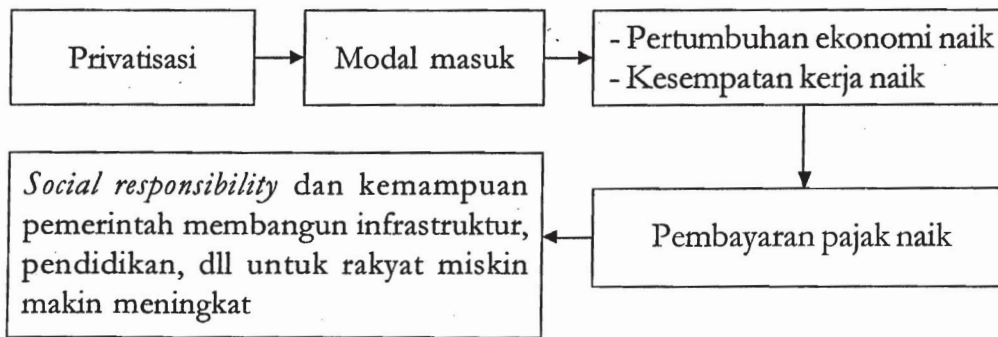 Privatisasi
Modal masuk
- Pertumbuhan ekonomi naik
- Kesempatan kerja naik
Pembayaran pajak naik
Social responsibility dan kemampuan
pemerintah membangun infrastruktur,
pendidikan, dll untuk rakyat miskin
makin meningkat